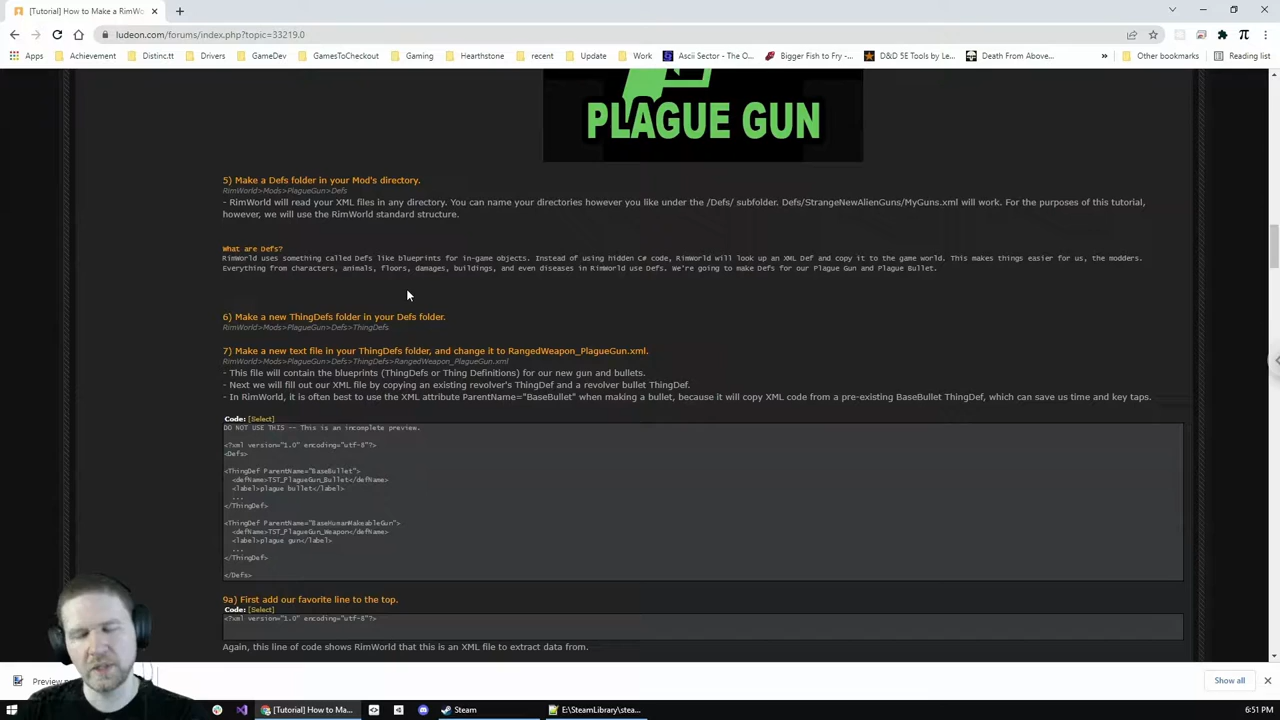 [Tutorial] How to Make a RimWo
ludeon.com/forums/index.php?topic=33219.0
Apps
Achievement
Distinc.tt
Drivers
GameDev
GamesToCheckout
Gaming
Hearthstone
recent
Update
Work
Ascii Sector - The O...
Bigger Fish to Fry -...
D&D 5E Tools by Le...
Death From Above...
Other bookmarks
Reading list
PLAGUE GUN
5) Make a Defs folder in your Mod's directory.
RimWorld>Mods>PlagueGun>Defs
- RimWorld will read your XML files in any directory. You can name your directories however you like under the /Defs/ subfolder. Defs/StrangeNewAlienGuns/MyGuns.xml will work. For the purposes of this tutorial,
however, we will use the RimWorld standard structure.
What are Defs?
RimWorld uses something called Defs like blueprints for in-game objects. Instead of using hidden C# code, RimWorld will look up an XML Def and copy it to the game world. This makes things easier for us, the modders.
Everything from characters, animals, floors, damages, buildings, and even diseases in RimWorld use Defs. We're going to make Defs for our Plague Gun and Plague Bullet.
6) Make a new ThingDefs folder in your Defs folder.
RimWorld>Mods>PlagueGun>Defs>ThingDefs
7) Make a new text file in your ThingDefs folder, and change it to RangedWeapon_PlagueGun.xml.
RimWorld>Mods>PlagueGun>Defs>ThingDefs>RangedWeapon_PlagueGun.xml
- This file will contain the blueprints (ThingDefs or Thing Definitions) for our new gun and bullets.
- Next we will fill out our XML file by copying an existing revolver's ThingDef and a revolver bullet ThingDef.
- In RimWorld, it is often best to use the XML attribute ParentName="BaseBullet" when making a bullet, because it will copy XML code from a pre-existing BaseBullet ThingDef, which can save us time and key taps.
Code: [Select]
DO NOT USE THIS -- This is an incomplete preview.
<?xml version="1.0" encoding="utf-8"?>
<Defs>
<ThingDef ParentName="BaseBullet">
<defName>TST_PlagueGun_Bullet</defName>
<label>plague bullet</label>
...
</ThingDef>
<ThingDef ParentName="BaseHumanMakeableGun">
<defName>TST_PlagueGun_Weapon</defName>
<label>plague gun</label>
...
</ThingDef>
</Defs>
9a) First add our favorite line to the top.
Code: [Select]
<?xml version="1.0" encoding="utf-8"?>
Again, this line of code shows RimWorld that this is an XML file to extract data from.
Show all
[Tutorial] How to Ma...
Steam
E:\SteamLibrary\stea...
6:51 PM